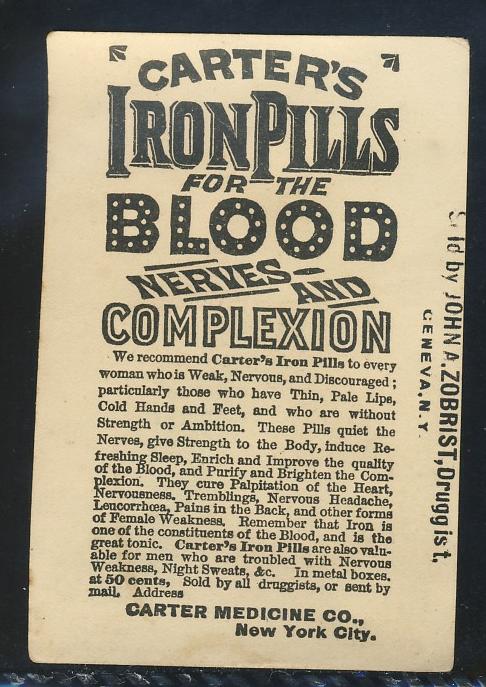 CARTER'S
IRON PILLS
FOR THE
BLOOD
NERVES AND
COMPLEXION
We recommend Carter's Iron Pills to every
woman who is Weak, Nervous, and Discouraged;
particularly those who have Thin, Pale Lips,
Cold Hands and Feet, and who are without
Strength or Ambition. These Pills quiet the
Nerves, give Strength to the Body, induce Re-
freshing Sleep, Enrich and Improve the quality
of the Blood, and Purify and Brighten the Com-
plexion. They cure Palpitation of the Heart,
Nervousness, Tremblings, Nervous Headache,
Leucorrhœa, Pains in the Back, and other forms
of Female Weakness. Remember that Iron is
one of the constituents of the Blood, and is the
great tonic. Carter's Iron Pills are also valu-
able for men who are troubled with Nervous
Weakness, Night Sweats, &c. In metal boxes.
at 50 cents, Sold by all druggists, or sent by
mail. Address
CARTER MEDICINE CO.,
New York City.
Sold by JOHN A. ZOBRIST, Druggist,
GENEVA, N. Y.